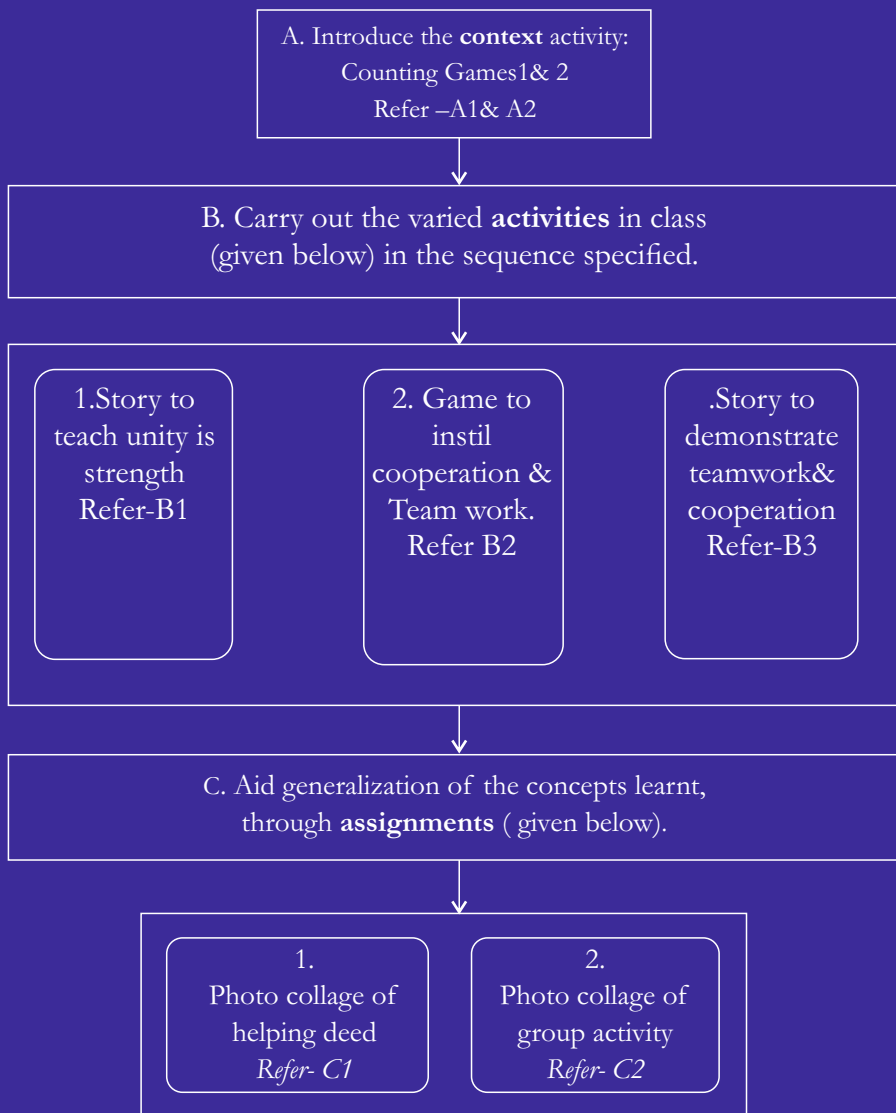 A. Introduce the context activity:
Counting Games1& 2
Refer –A1& A2
B. Carry out the varied activities in class
(given below) in the sequence specified.
1.Story to
teach unity is
strength
Refer-B1
2. Game to
instil
cooperation &
Team work.
Refer B2
.Story to
demonstrate
teamwork&
cooperation
Refer-B3
C. Aid generalization of the concepts learnt,
through assignments ( given below).
1.
Photo collage of
helping deed
Refer- C1
2.
Photo collage of
group activity
Refer- C2